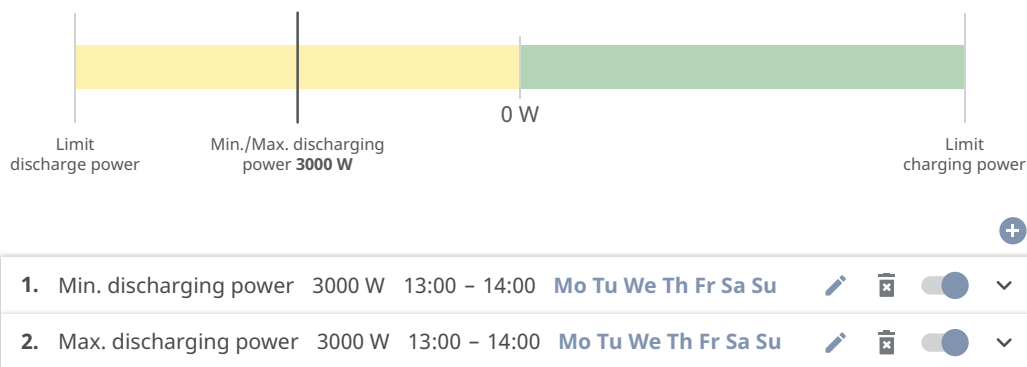 0 W
Limit
discharge power
Min./Max. discharging
power 3000 W
Limit
charging power
1. Min. discharging power 3000 W 13:00 – 14:00 Mo Tu We Th Fr Sa Su
2. Max. discharging power 3000 W 13:00 – 14:00 Mo Tu We Th Fr Sa Su